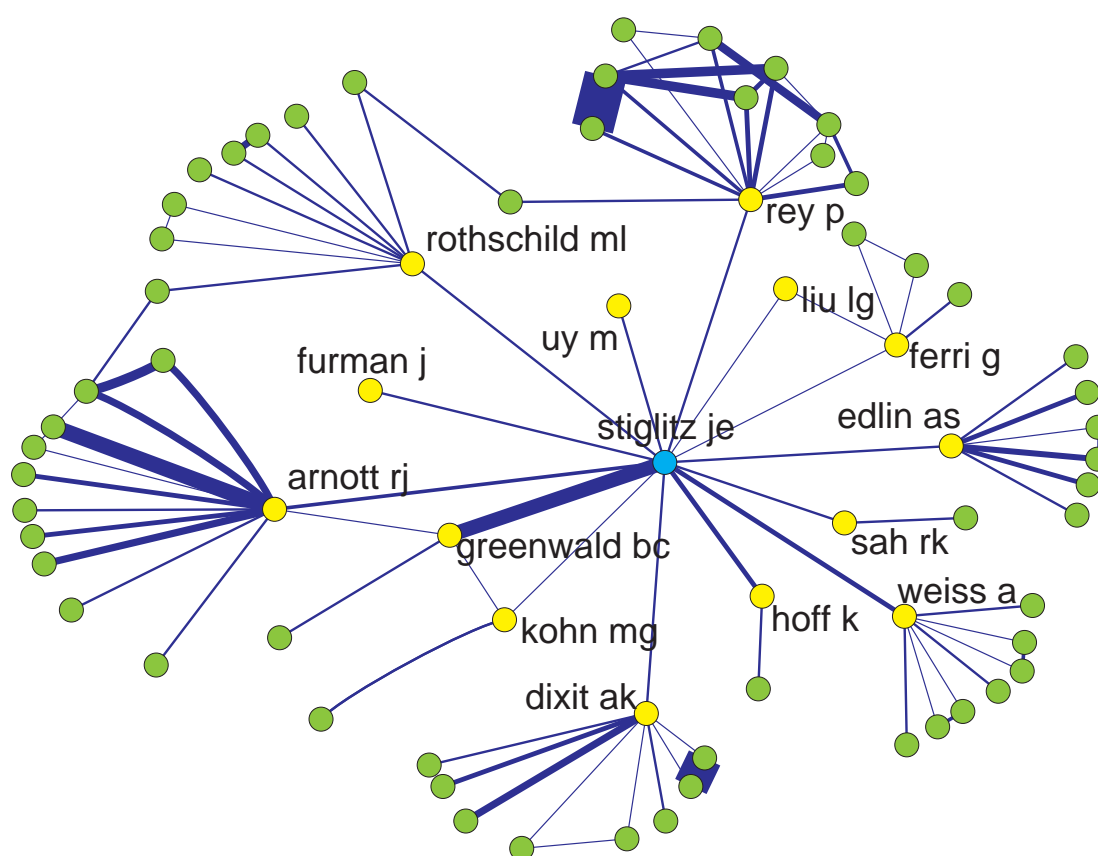 rey p
rothschild ml
liu lg
uy m
ferri g
furman j
edlin as
stiglitz je
arnott rj
greenwald bc
sah rk
weiss a
hoff k
kohn mg
dixit ak